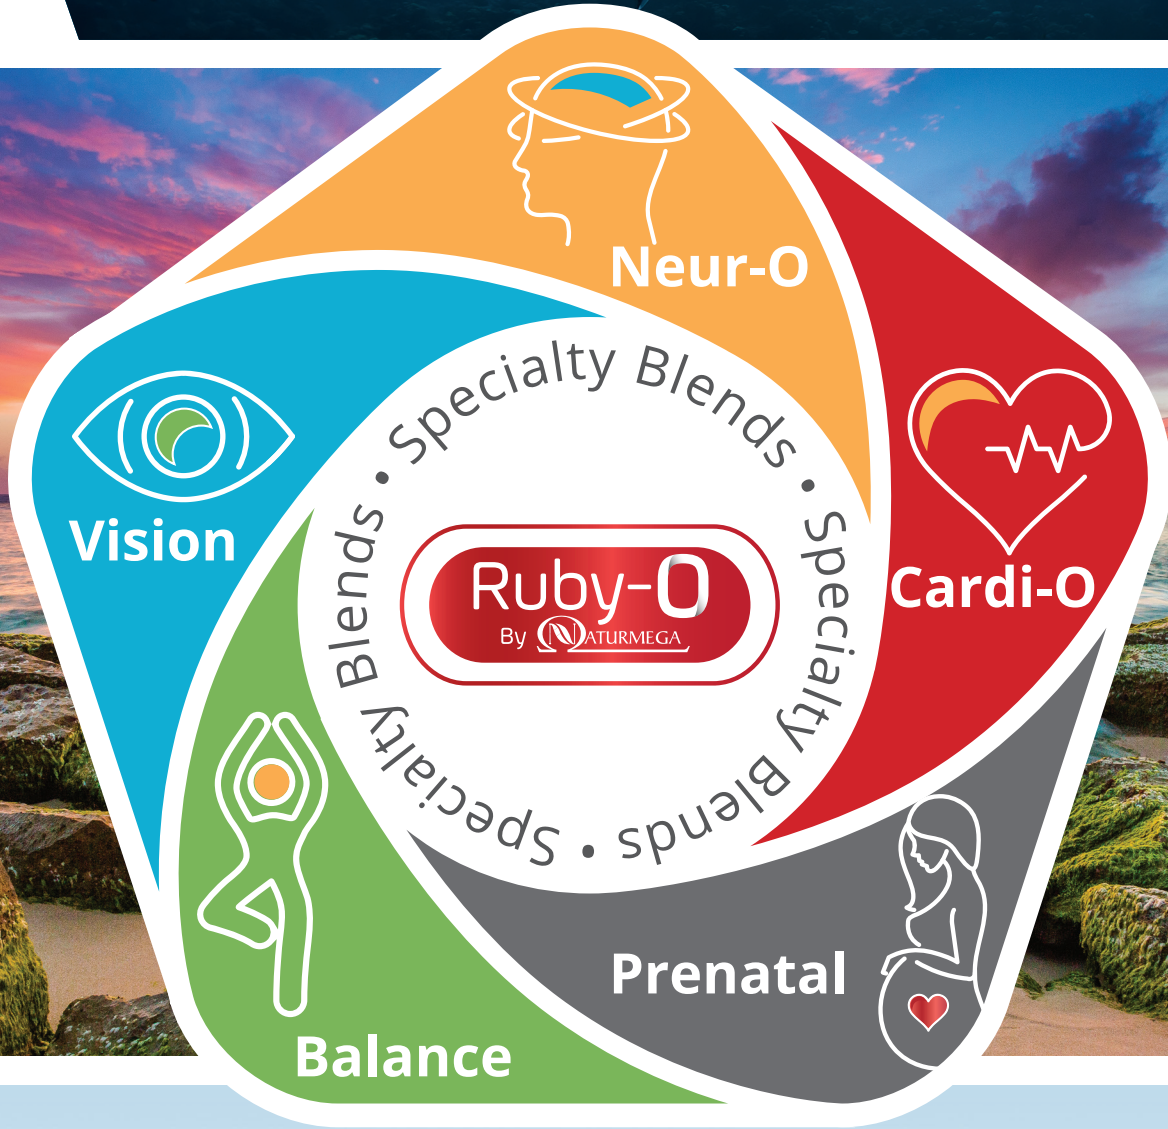 Neur-O
Cardi-O
Prenatal
Balance
Vision
Specialty Blends • Specialty Blends • Specialty Blends •
Ruby-O
By NATURMEGA